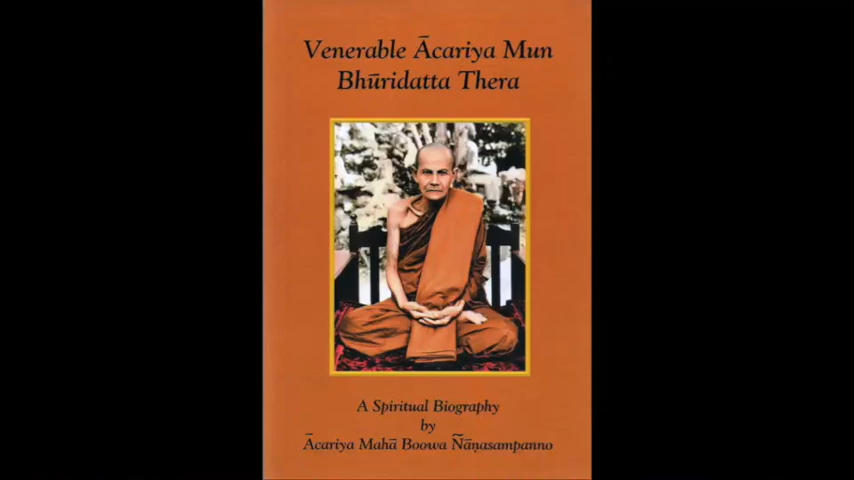 Venerable Ācariya Mun
Bhūridatta Thera
A Spiritual Biography
by
Ācariya Mahā Boowa Ñāṇasampanno